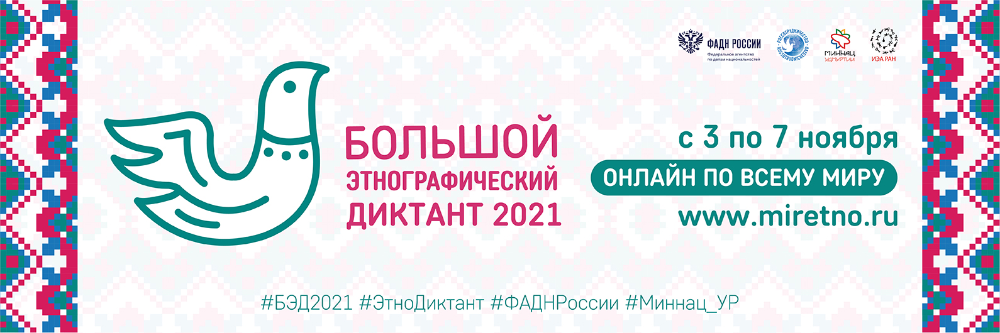 ФАДН РОССИИ
Федеральное агентство
по делам национальностей
РОССОТРУДНИЧЕСТВО
ROSSOTRUDNICHESTVO
МИННАЦ
УДМУРТИИ
ИЭА РАН
БОЛЬШОЙ
ЭТНОГРАФИЧЕСКИЙ
ДИКТАНТ 2021
с 3 по 7 ноября
ОНЛАЙН ПО ВСЕМУ МИРУ
www.miretno.ru
#БЭД2021 #ЭтноДиктант #ФАДНРоссии #Миннац_УР